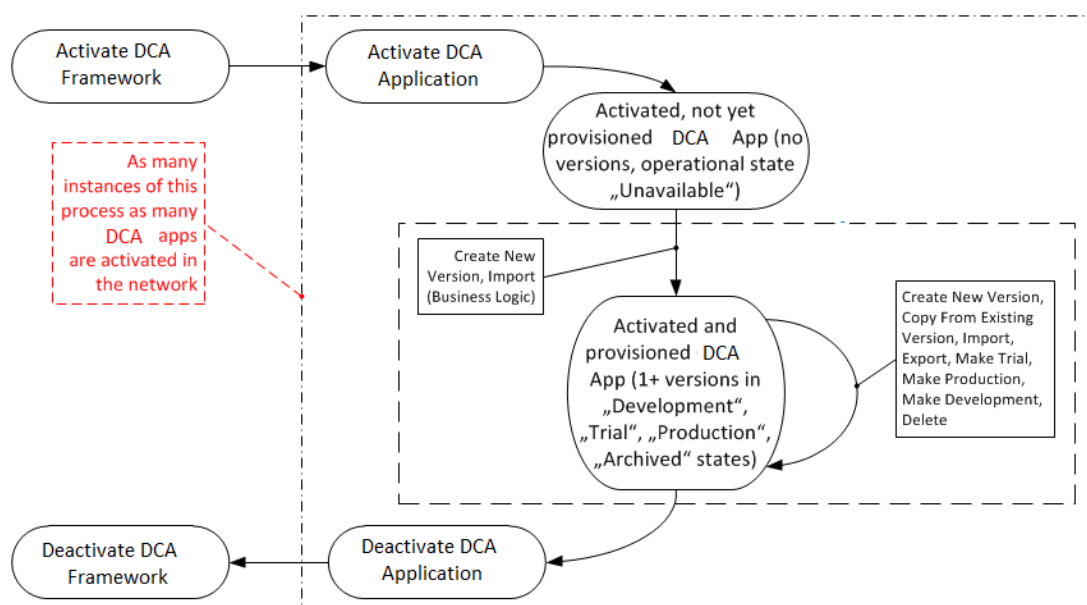 Activate DCA
Framework
Activate DCA
Application
Activated, not yet
provisioned DCA App (no
versions, operational state
„Unavailable“)
As many
instances of this
process as many
DCA apps
are activated in
the network
Create New
Version, Import
(Business Logic)
Activated and
provisioned DCA
App (1+ versions in
„Development“,
„Trial“, „Production“,
„Archived“ states)
Create New Version,
Copy From Existing
Version, Import,
Export, Make Trial,
Make Production,
Make Development,
Delete
Deactivate DCA
Application
Deactivate DCA
Framework